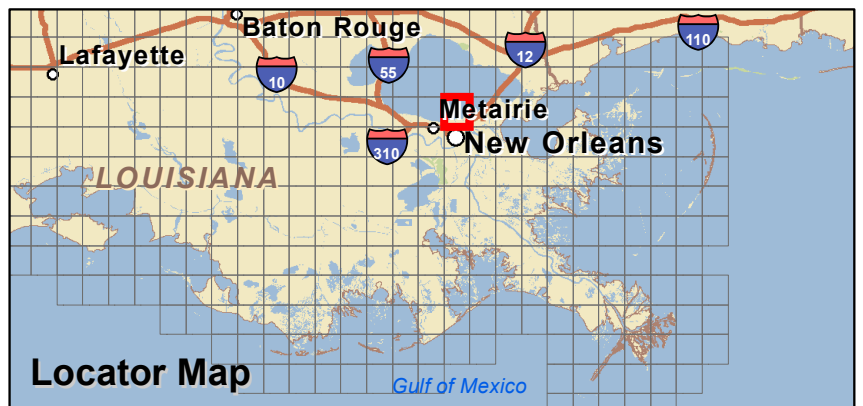 Baton Rouge
Lafayette
110
12
55
10
Metairie
New Orleans
310
LOUISIANA
Locator Map
Gulf of Mexico